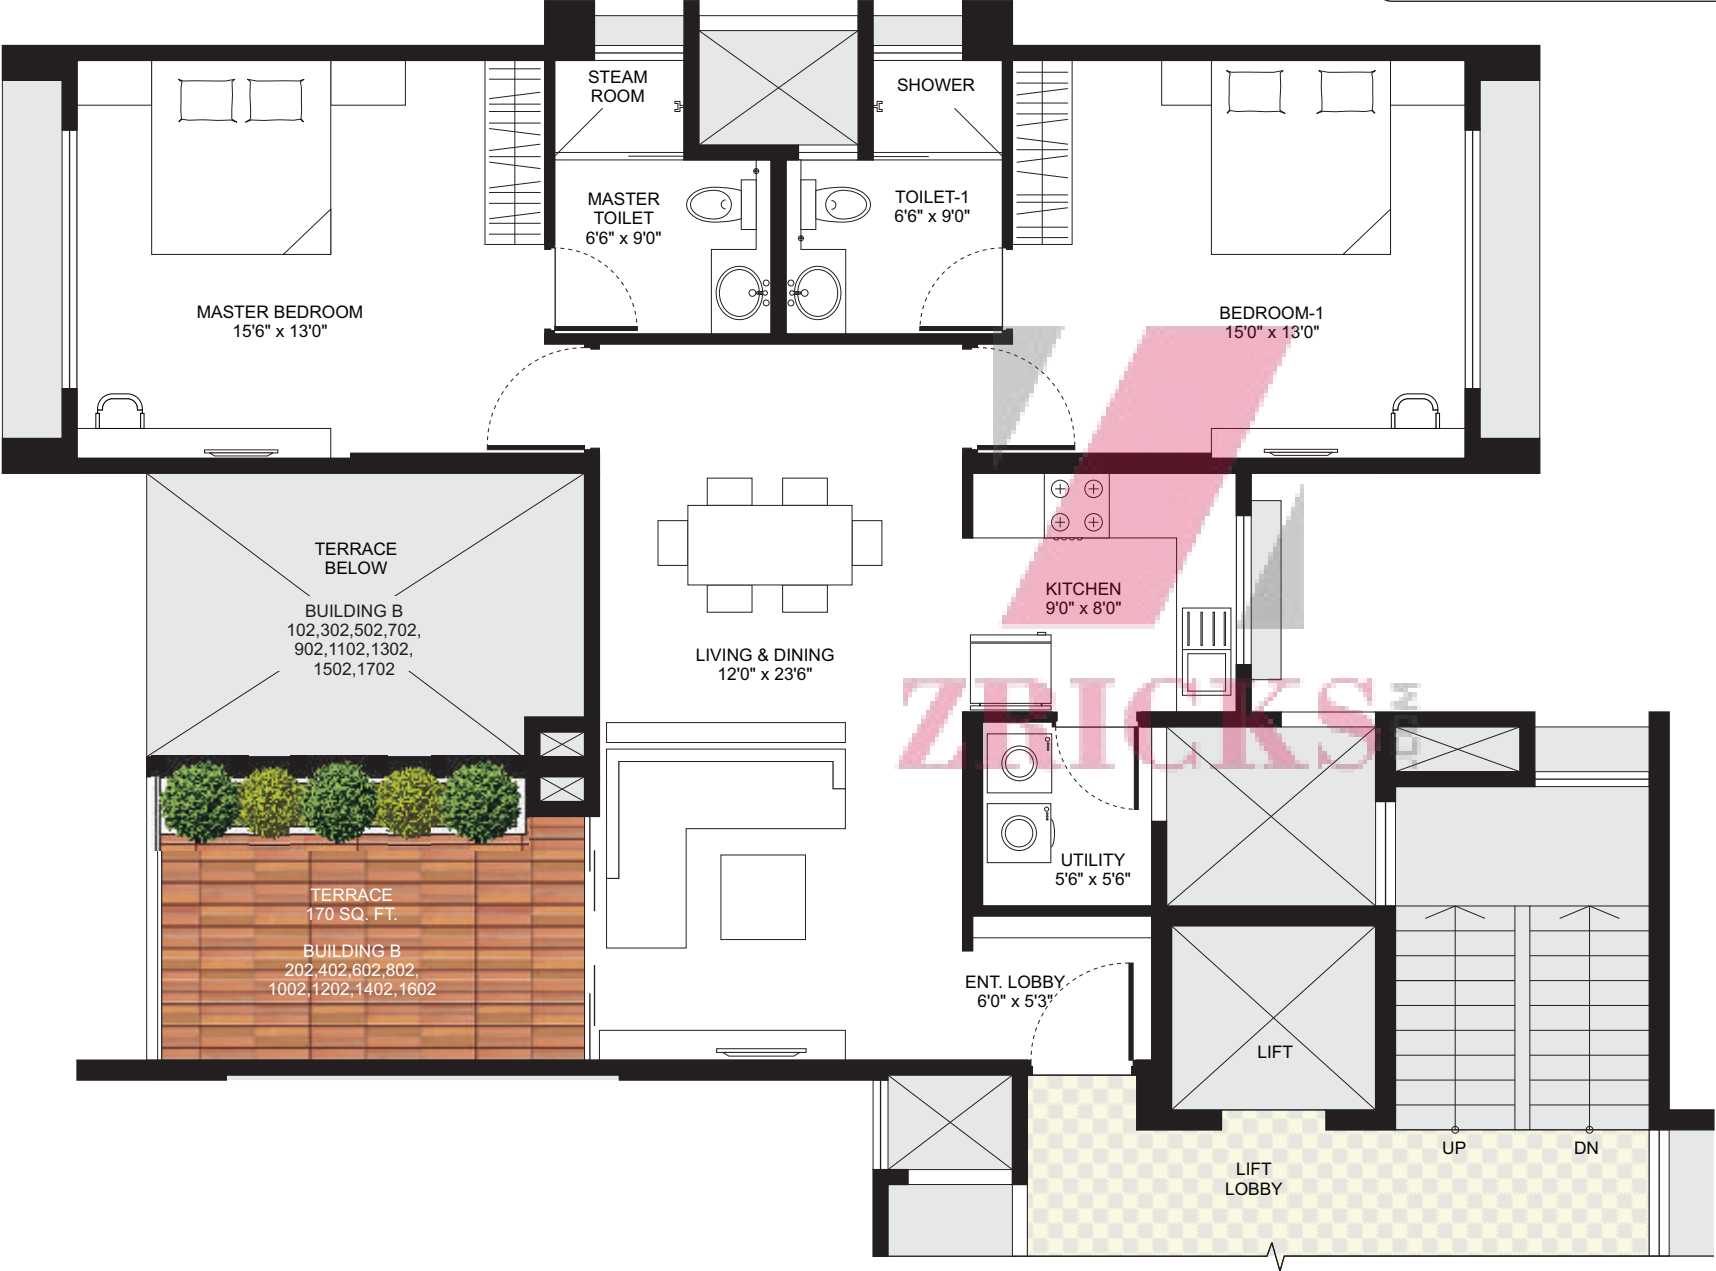 STEAM
ROOM
SHOWER
MASTER
TOILET
6'6" x 9'0"
TOILET-1
6'6" x 9'0"
MASTER BEDROOM
15'6" x 13'0"
BEDROOM-1
15'0" x 13'0"
TERRACE
BELOW
BUILDING B
102,302,502,702,
902,1102,1302,
1502,1702
KITCHEN
9'0" x 8'0"
LIVING & DINING
12'0" x 23'6"
ZRICKS.COM
UTILITY
5'6" x 5'6"
TERRACE
170 SQ. FT.
BUILDING B
202,402,602,802,
1002,1202,1402,1602
ENT. LOBBY
6'0" x 5'3"
LIFT
UP
DN
LIFT
LOBBY